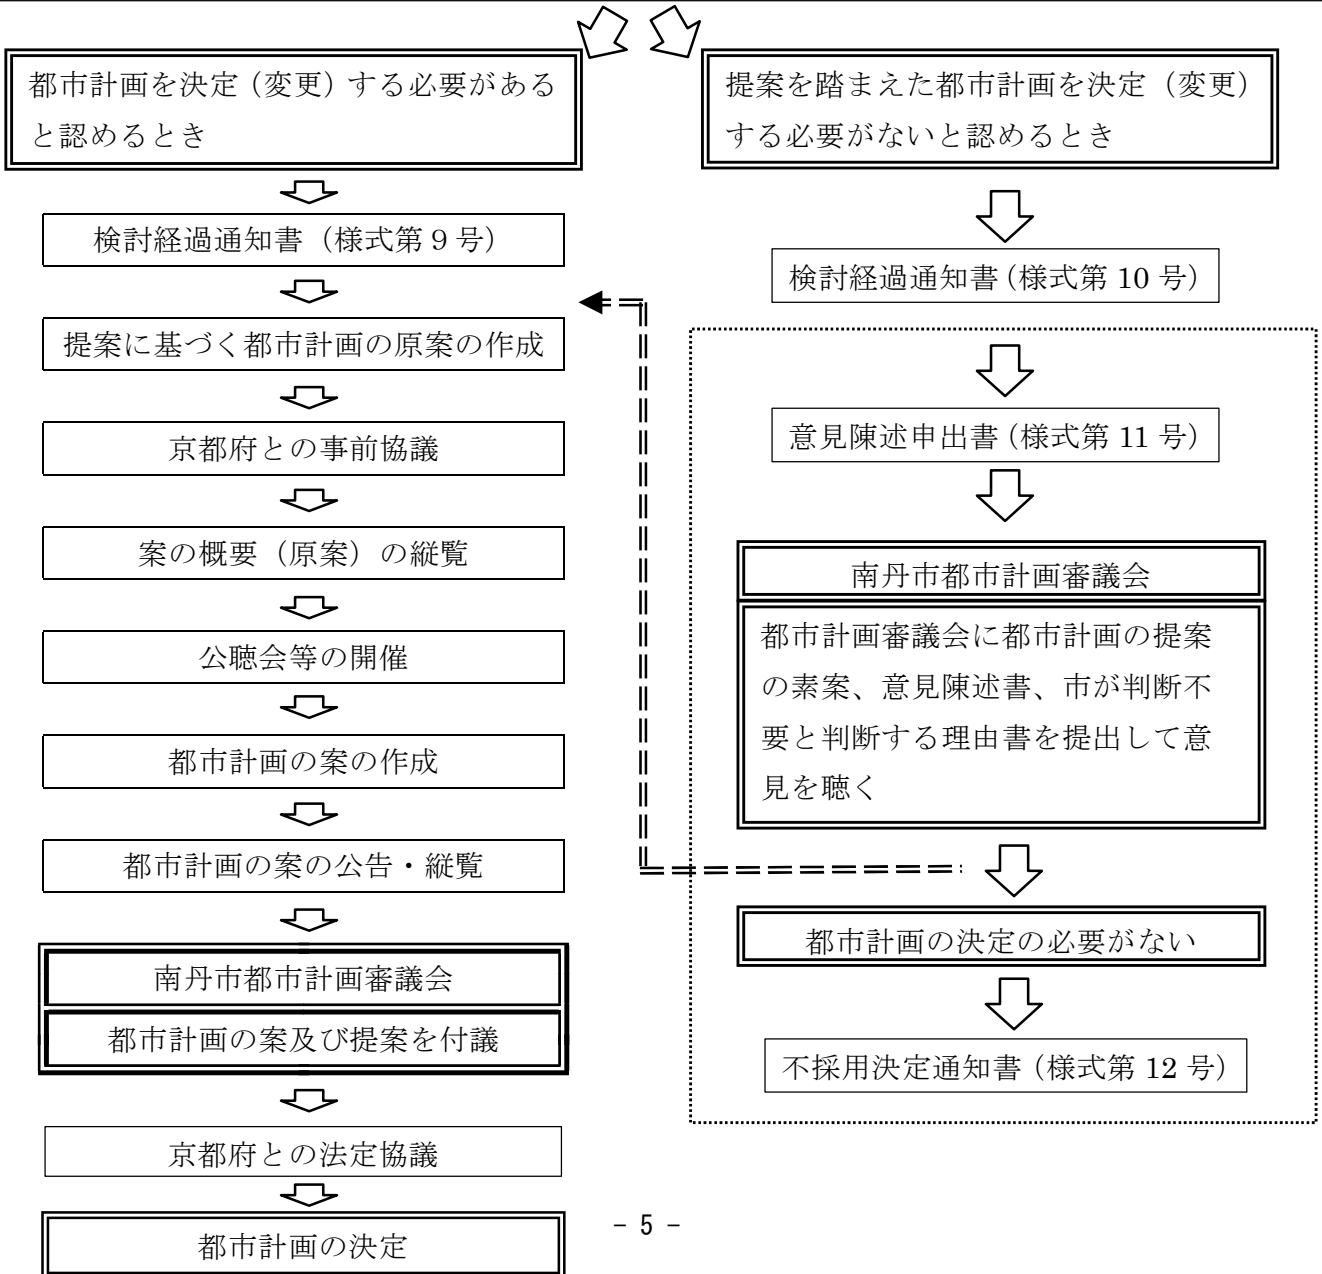 都市計画を決定（変更）する必要がある
と認めるとき
検討経過通知書（様式第９号）
提案に基づく都市計画の原案の作成
京都府との事前協議
案の概要（原案）の縦覧
公聴会等の開催
都市計画の案の作成
都市計画の案の公告・縦覧
南丹市都市計画審議会
都市計画の案及び提案を付議
京都府との法定協議
都市計画の決定
提案を踏まえた都市計画を決定（変更）
する必要がないと認めるとき
検討経過通知書（様式第 10 号）
意見陳述申出書（様式第 11 号）
南丹市都市計画審議会
都市計画審議会に都市計画の提案
の素案、意見陳述書、市が判断不
要と判断する理由書を提出して意
見を聴く
都市計画の決定の必要がない
不採用決定通知書（様式第 12 号）
- 5 -